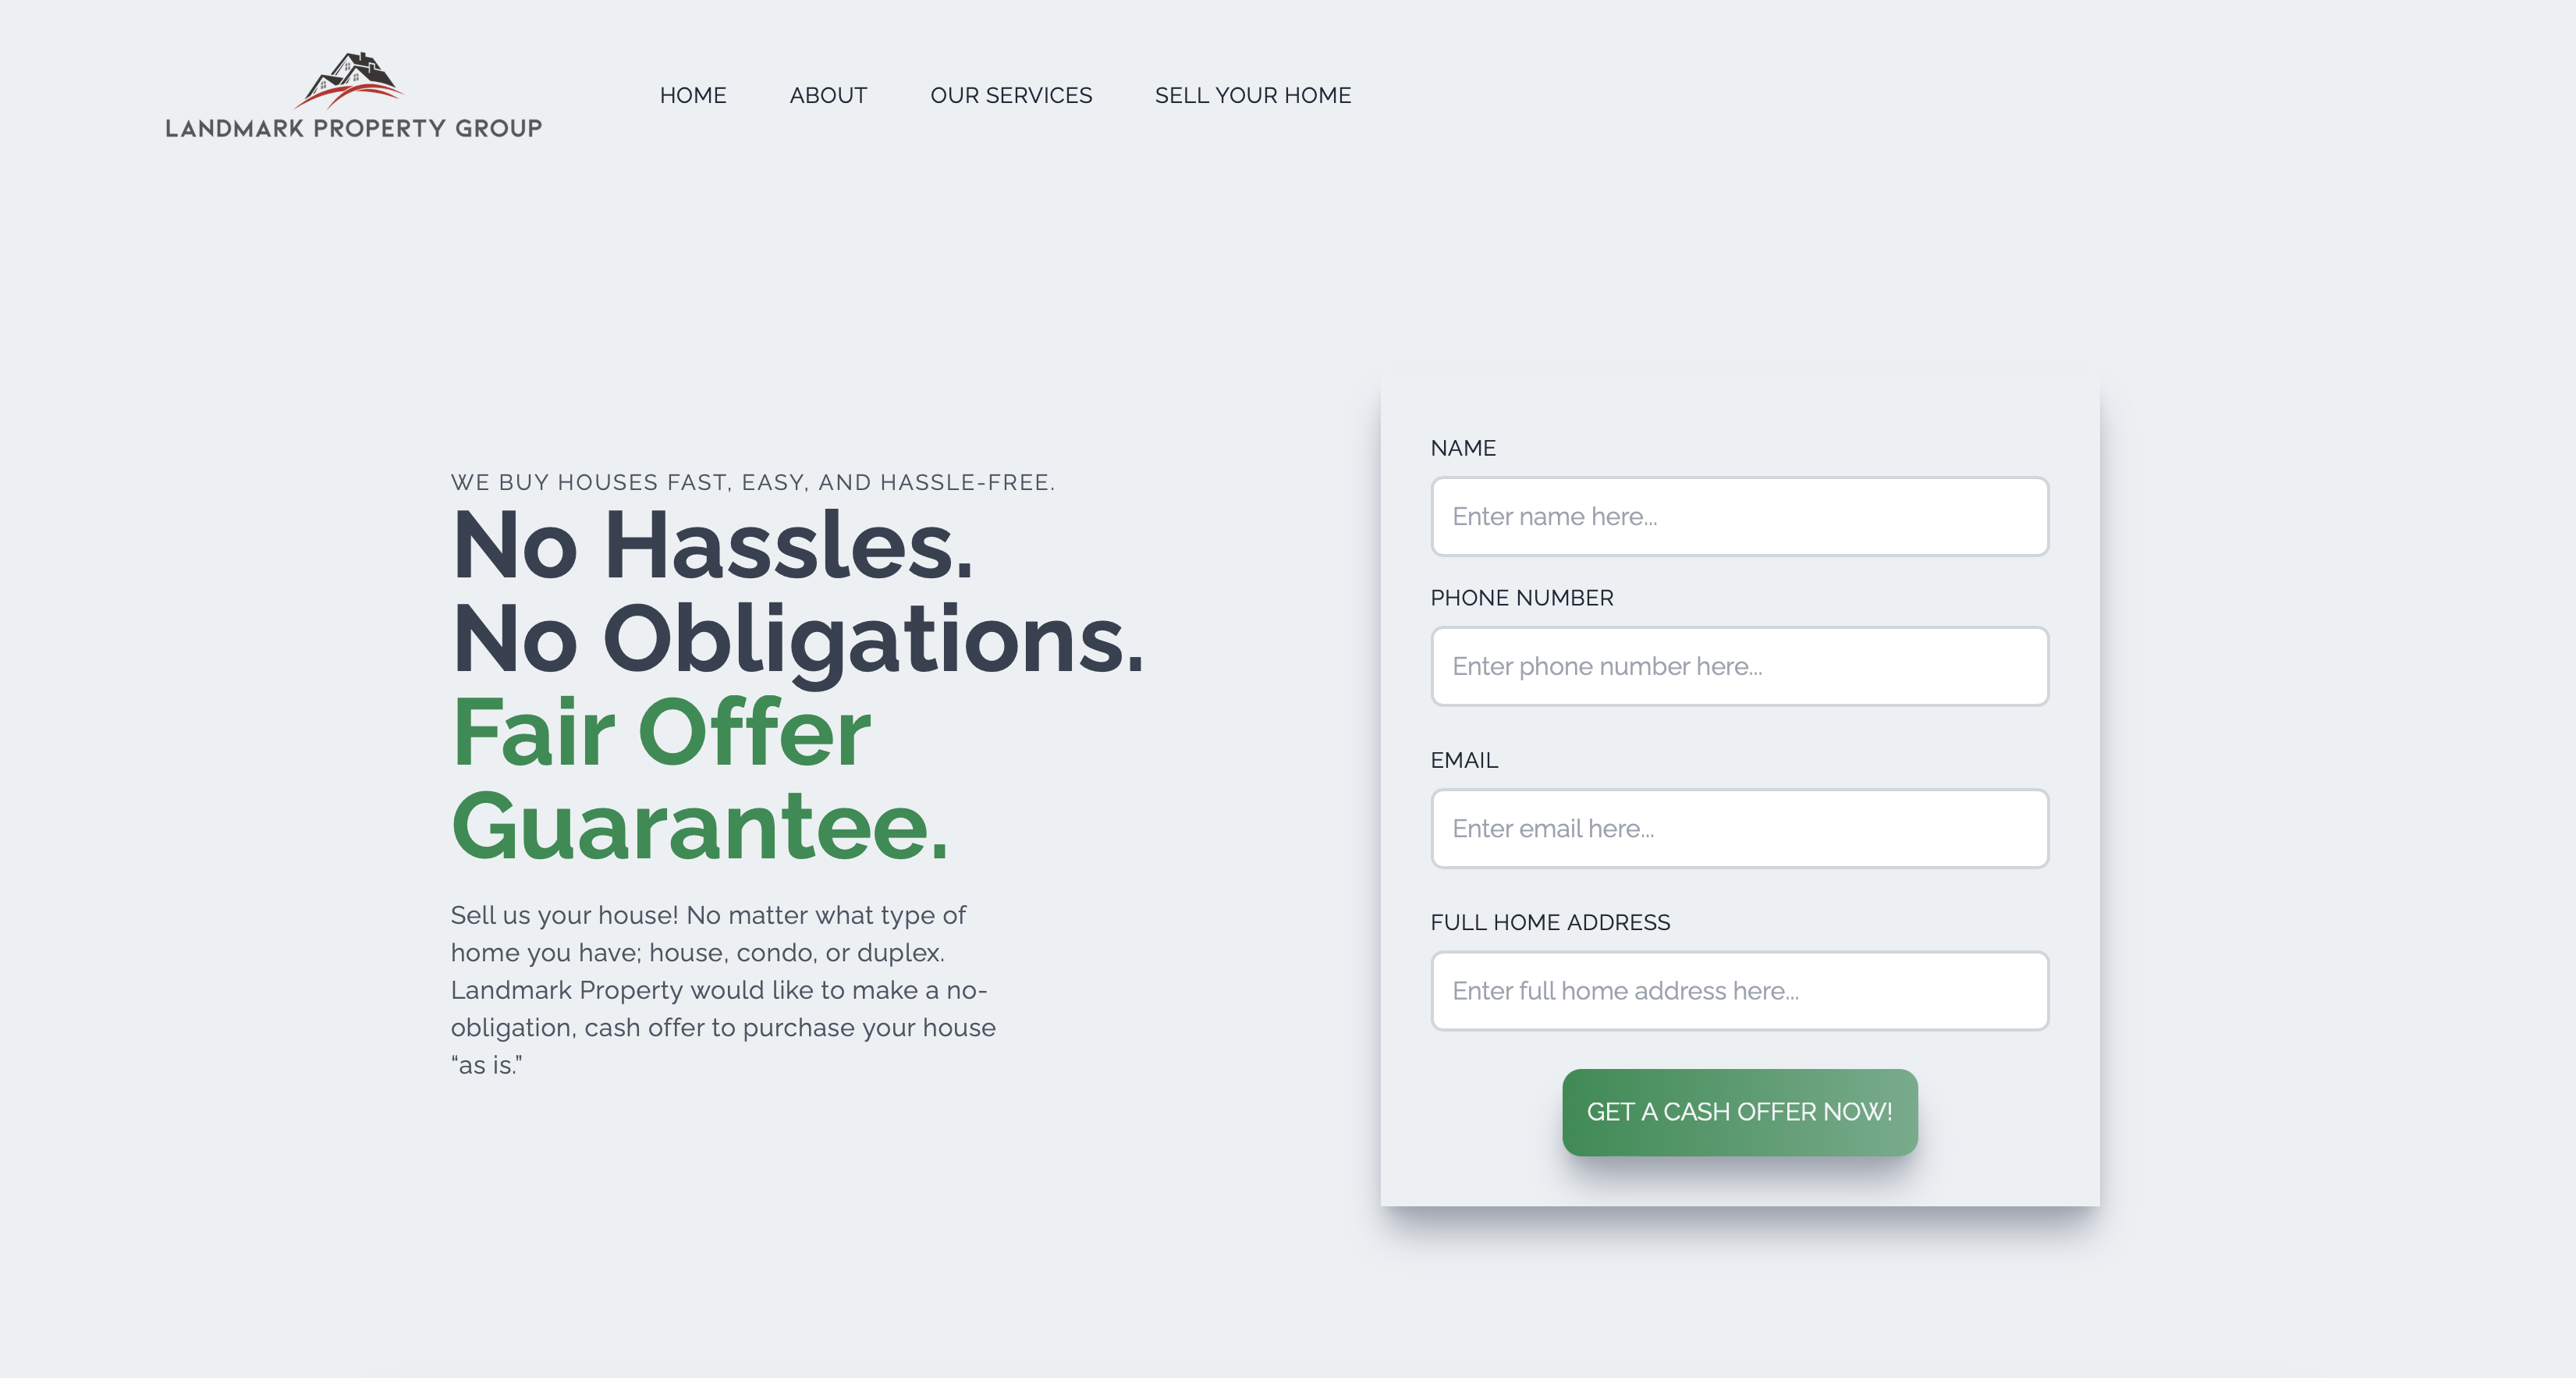 LANDMARK PROPERTY GROUP
HOME
ABOUT
OUR SERVICES
SELL YOUR HOME
WE BUY HOUSES FAST, EASY, AND HASSLE-FREE.
No Hassles.
No Obligations.
Fair Offer
Guarantee.
Sell us your house! No matter what type of
home you have; house, condo, or duplex.
Landmark Property would like to make a no-
obligation, cash offer to purchase your house
“as is.”
NAME
Enter name here...
PHONE NUMBER
Enter phone number here...
EMAIL
Enter email here...
FULL HOME ADDRESS
Enter full home address here...
GET A CASH OFFER NOW!